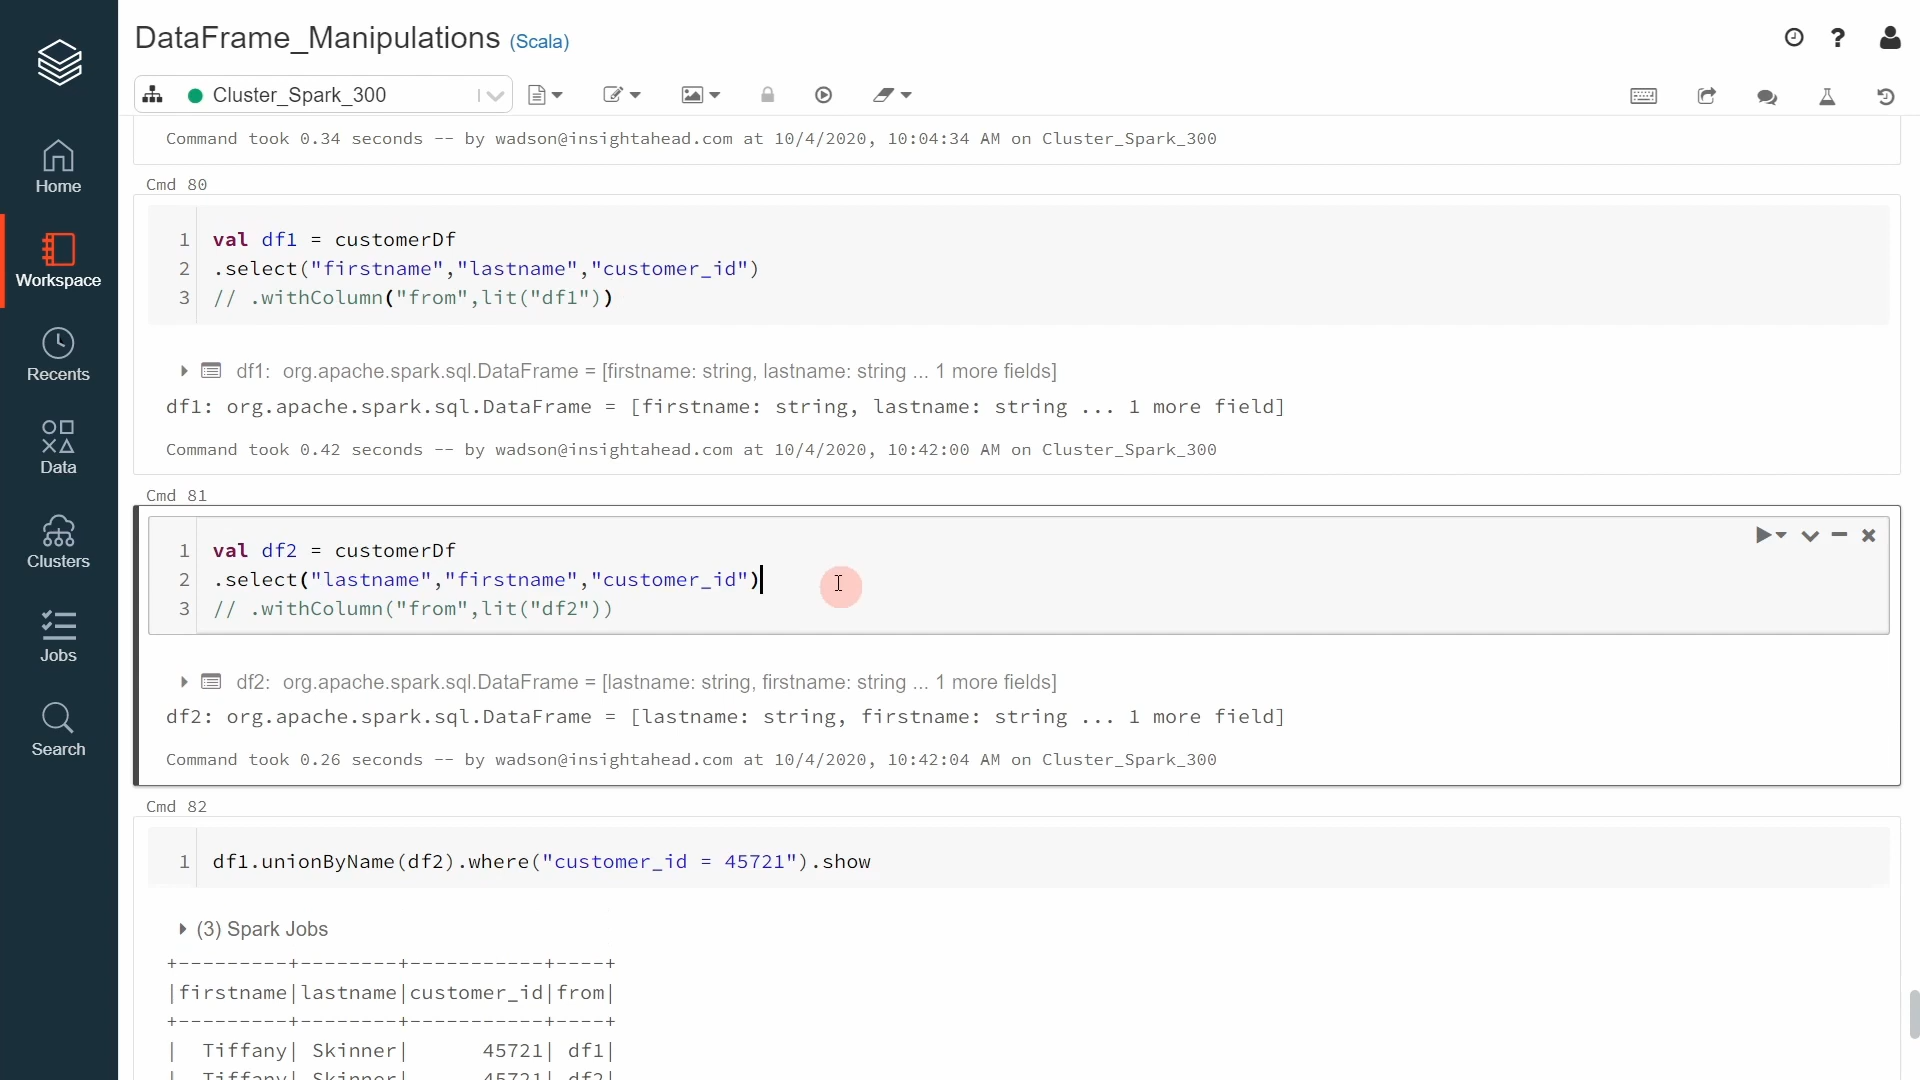 DataFrame_Manipulations (Scala)
Cluster_Spark_300
Home
Workspace
Recents
Data
Clusters
Jobs
Search
Command took 0.34 seconds -- by wadson@insightahead.com at 10/4/2020, 10:04:34 AM on Cluster_Spark_300
Cmd 80
1 val df1 = customerDf
2 .select("firstname","lastname","customer_id")
3 // .withColumn("from",lit("df1"))
df1: org.apache.spark.sql.DataFrame = [firstname: string, lastname: string ... 1 more fields]
df1: org.apache.spark.sql.DataFrame = [firstname: string, lastname: string ... 1 more field]
Command took 0.42 seconds -- by wadson@insightahead.com at 10/4/2020, 10:42:00 AM on Cluster_Spark_300
Cmd 81
1 val df2 = customerDf
2 .select("lastname","firstname","customer_id")
3 // .withColumn("from",lit("df2"))
df2: org.apache.spark.sql.DataFrame = [lastname: string, firstname: string ... 1 more fields]
df2: org.apache.spark.sql.DataFrame = [lastname: string, firstname: string ... 1 more field]
Command took 0.26 seconds -- by wadson@insightahead.com at 10/4/2020, 10:42:04 AM on Cluster_Spark_300
Cmd 82
1 df1.unionByName(df2).where("customer_id = 45721").show
(3) Spark Jobs
+---------+--------+-----------+----+
|firstname|lastname|customer_id|from|
+---------+--------+-----------+----+
|  Tiffany| Skinner|      45721| df1|
|  Tiffany| Skinner|      45721| df2|